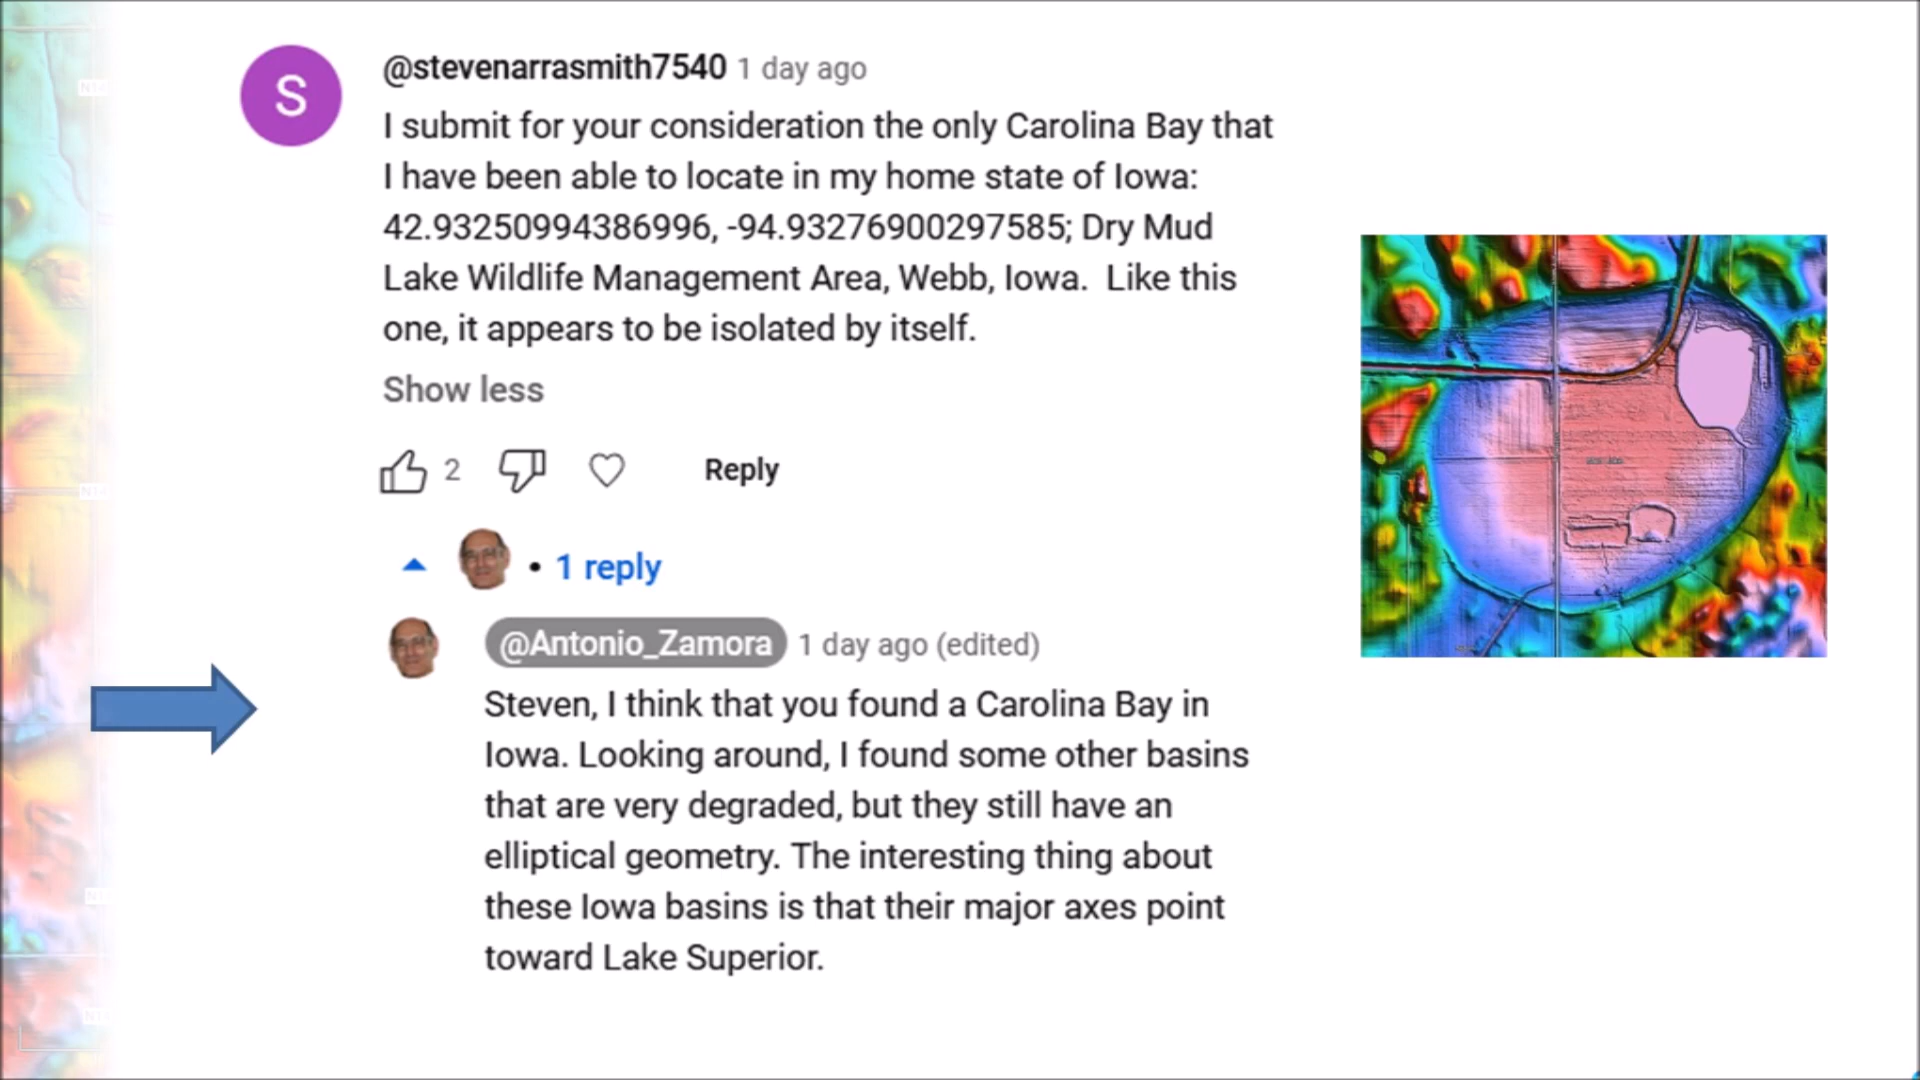 S
@stevenarrasmith7540 1 day ago
I submit for your consideration the only Carolina Bay that
I have been able to locate in my home state of Iowa:
42.93250994386996, -94.93276900297585; Dry Mud
Lake Wildlife Management Area, Webb, Iowa.  Like this
one, it appears to be isolated by itself.
Show less
2 Reply
• 1 reply
@Antonio_Zamora 1 day ago (edited)
Steven, I think that you found a Carolina Bay in
Iowa. Looking around, I found some other basins
that are very degraded, but they still have an
elliptical geometry. The interesting thing about
these Iowa basins is that their major axes point
toward Lake Superior.